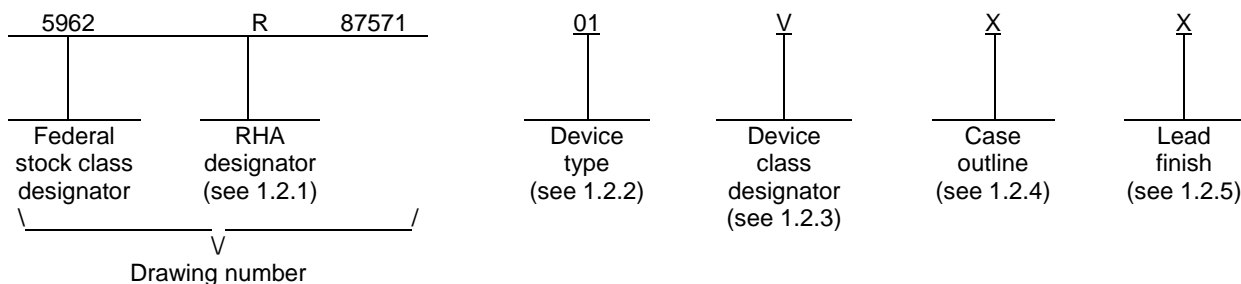 5962 R 87571 01 V X X
Federal stock class designator
RHA designator (see 1.2.1)
Device type (see 1.2.2)
Device class designator (see 1.2.3)
Case outline (see 1.2.4)
Lead finish (see 1.2.5)
\ /
\/
Drawing number